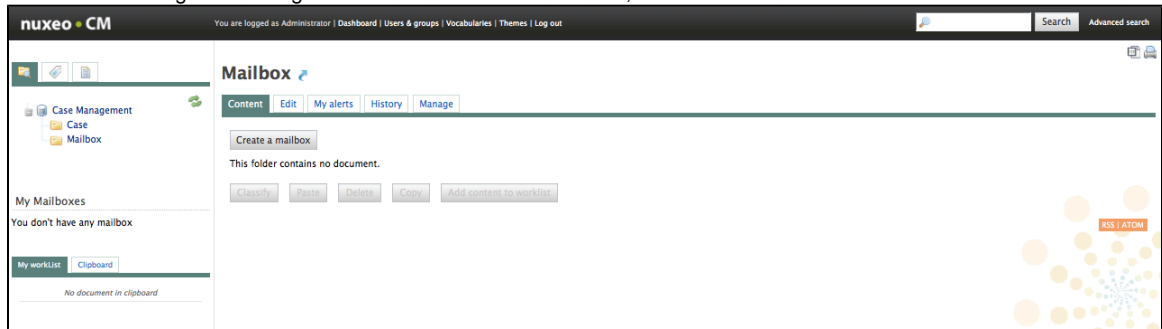 nuxeo • CM
You are logged as Administrator | Dashboard | Users & groups | Vocabularies | Themes | Log out
Search
Advanced search
Mailbox
Content
Edit
My alerts
History
Manage
Case Management
Case
Mailbox
Create a mailbox
This folder contains no document.
Classify
Paste
Delete
Copy
Add content to worklist
My Mailboxes
You don't have any mailbox
RSS | ATOM
My workList
Clipboard
No document in clipboard